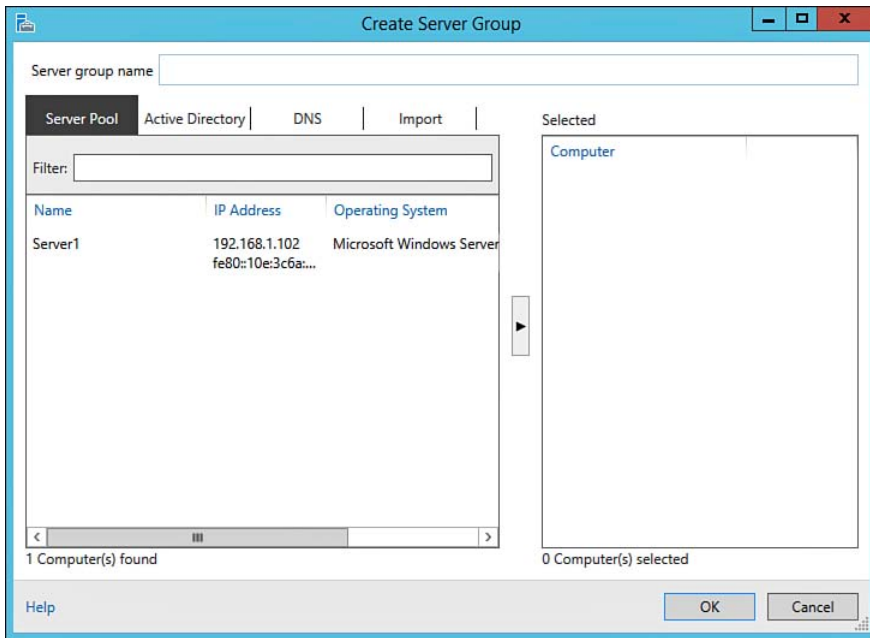 Create Server Group
Server group name
Server Pool Active Directory DNS Import
Filter:
Name IP Address Operating System
Server1 192.168.1.102 Microsoft Windows Server
fe80::10e:3c6a:...
1 Computer(s) found
Selected
Computer
0 Computer(s) selected
Help OK Cancel